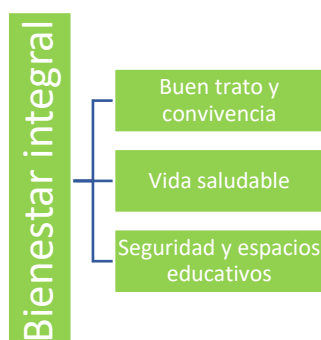 Bienestar integral
Buen trato y
convivencia
Vida saludable
Seguridad y espacios
educativos